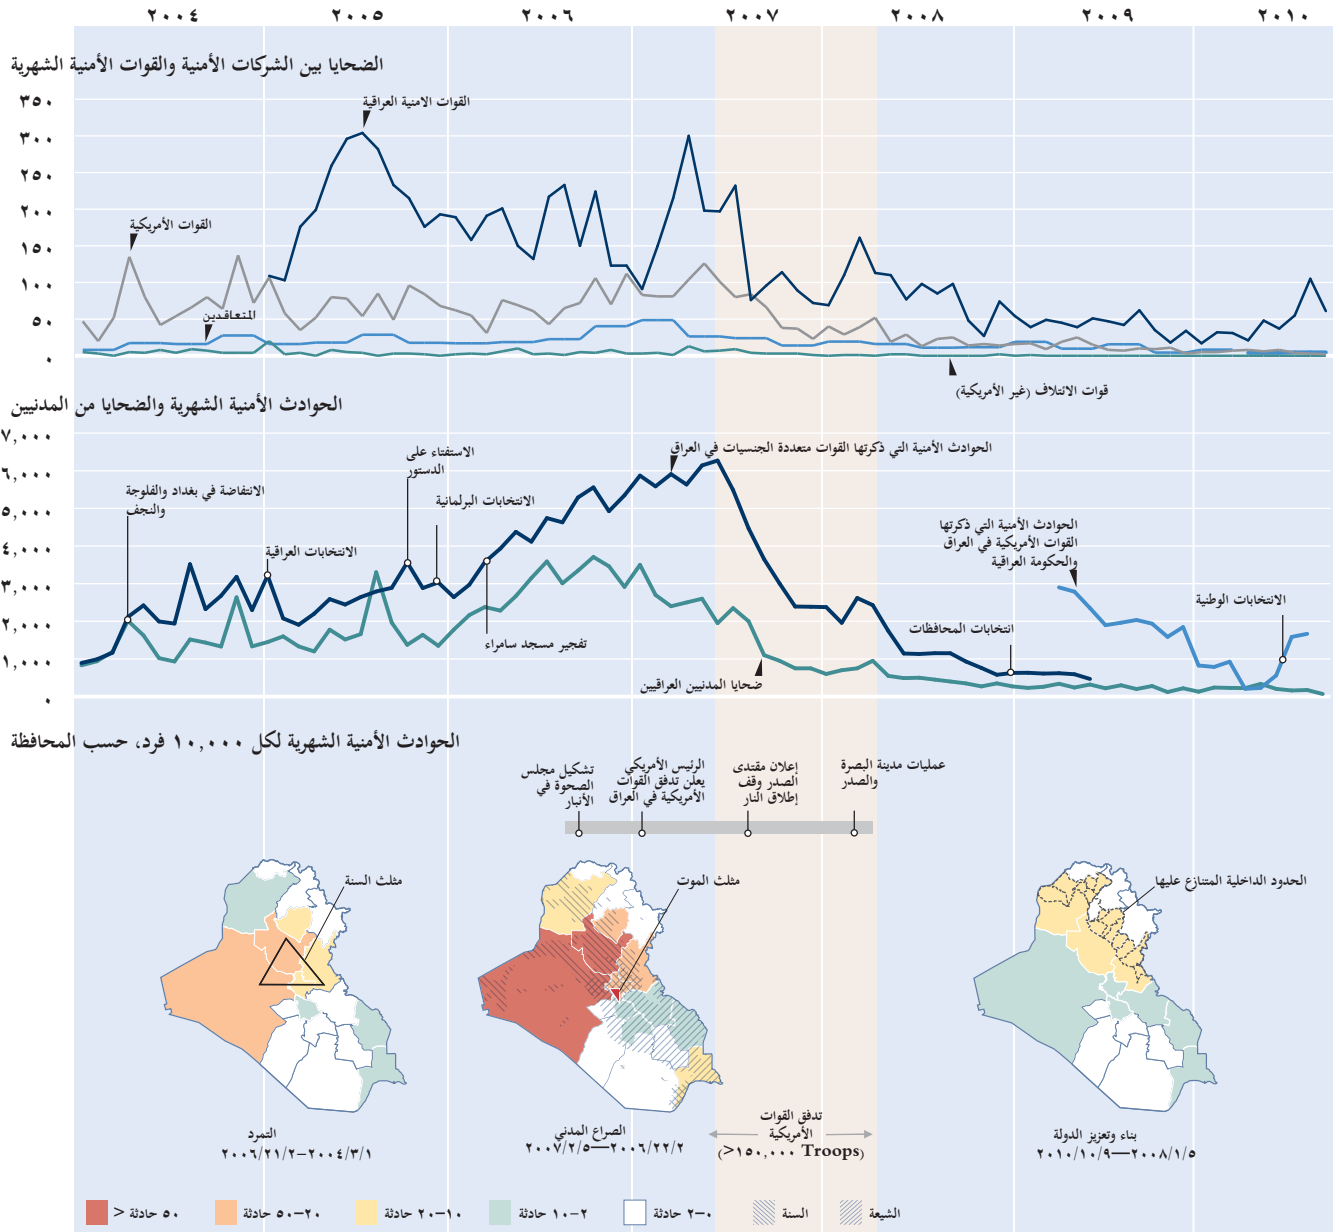 ٢٠٠٤ ٢٠٠٥ ٢٠٠٦ ٢٠٠٧ ٢٠٠٨ ٢٠٠٩ ٢٠١٠
الضحايا بين الشركات الأمنية والقوات الأمنية الشهرية
٣٥٠
٣٠٠
٢٥٠
٢٠٠
١٥٠
١٠٠
٥٠
٠
القوات الامنية العراقية
القوات الأمريكية
المتعاقدين
قوات الائتلاف (غير الأمريكية)
الحوادث الأمنية الشهرية والضحايا من المدنيين
٧,٠٠٠
٦,٠٠٠
٥,٠٠٠
٤,٠٠٠
٣,٠٠٠
٢,٠٠٠
١,٠٠٠
٠
الانتفاضة في بغداد والفلوجة
والنجف
الانتخابات العراقية
الاستفتاء على
الدستور
الانتخابات البرلمانية
تفجير مسجد سامراء
الحوادث الأمنية التي ذكرتها القوات متعددة الجنسيات في العراق
ضحايا المدنيين العراقيين
الحوادث الأمنية التي ذكرتها
القوات الأمريكية في العراق
والحكومة العراقية
انتخابات المحافظات
الانتخابات الوطنية
الحوادث الأمنية الشهرية لكل ١٠,٠٠٠ فرد، حسب المحافظة
تشكيل مجلس
الصحوة في
الأنبار
الرئيس الأمريكي
يعلن تدفق القوات
الأمريكية في العراق
إعلان مقتدى
الصدر وقف
إطلاق النار
عمليات مدينة البصرة
والصدر
مثلث السنة
مثلث الموت
الحدود الداخلية المتنازع عليها
التمرد
٢٠٠٦/٢١/٢–٢٠٠٤/٣/١
الصراع المدني
٢٠٠٧/٢/٥—٢٠٠٦/٢٢/٢
تدفق القوات
الأمريكية
(>١٥٠,٠٠٠ Troops)
بناء وتعزيز الدولة
٢٠١٠/١٠/٩—٢٠٠٨/١/٥
٥٠ حادثة <
٢٠–٥٠ حادثة
١٠–٢٠ حادثة
٢–١٠ حادثة
٠–٢ حادثة
السنة
الشيعة